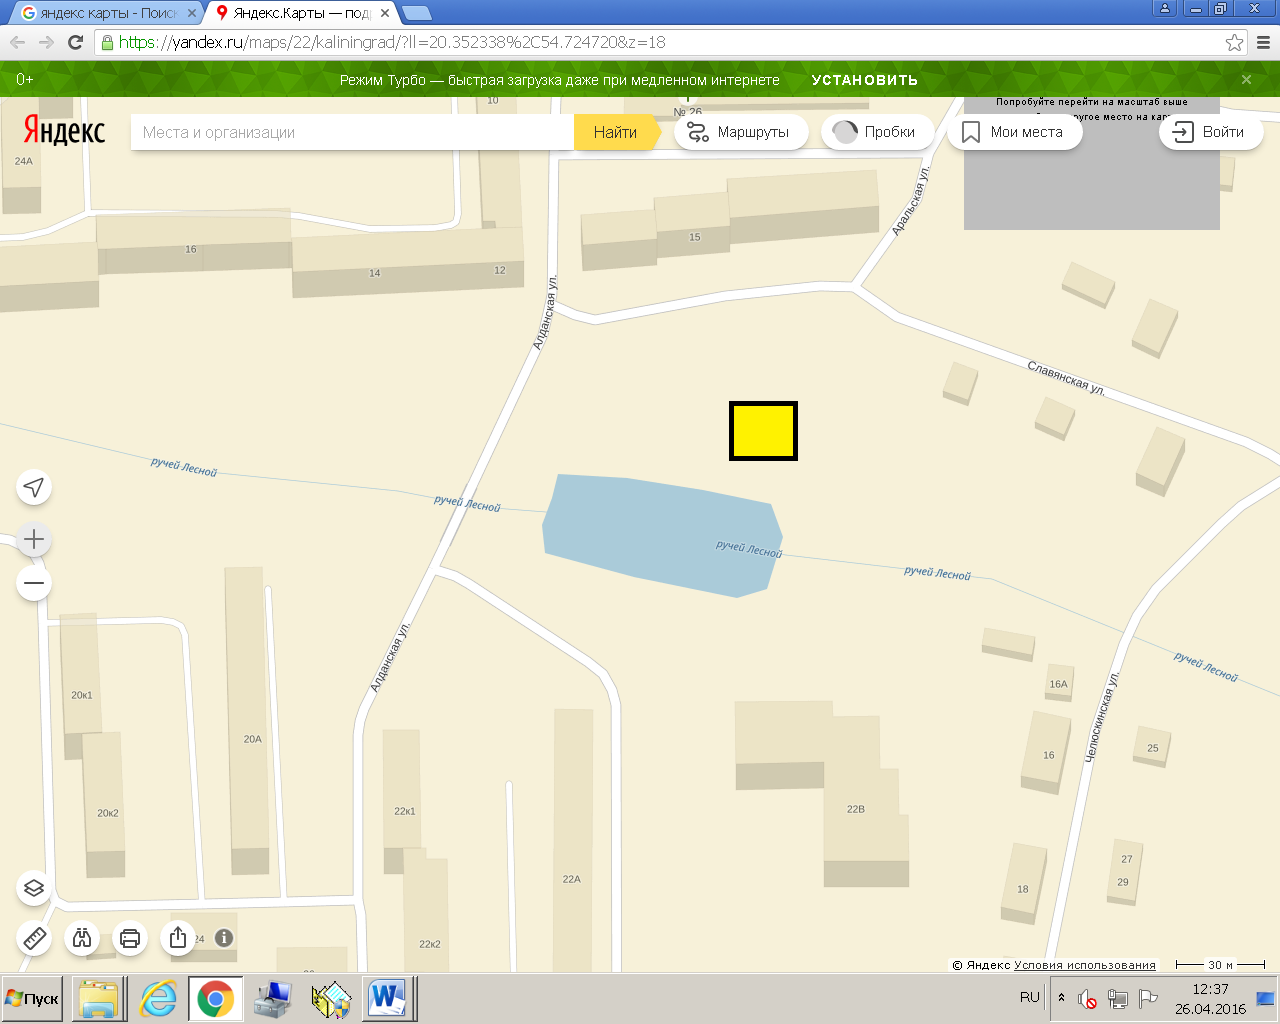 яндекс карты - Поиск
Яндекс.Карты — под
https://yandex.ru/maps/22/kaliningrad/?ll=20.352338%2C54.724720&z=18
0+
Режим Турбо — быстрая загрузка даже при медленном интернете
УСТАНОВИТЬ
10
№ 26
Попробуйте перейти на масштаб выше
другое место на карте
Яндекс
Места и организации
Найти
Маршруты
Пробки
Мои места
Войти
24А
16
14
12
15
Аральская ул.
Алданская ул.
Славянская ул.
ручей Лесной
ручей Лесной
ручей Лесной
ручей Лесной
ручей Лесной
Алданская ул.
Челюскинская ул.
20к1
20А
20к2
22к1
22А
22к2
22В
16А
16
25
18
27
29
24
© Яндекс Условия использования
30 м
Пуск
RU
12:37
26.04.2016